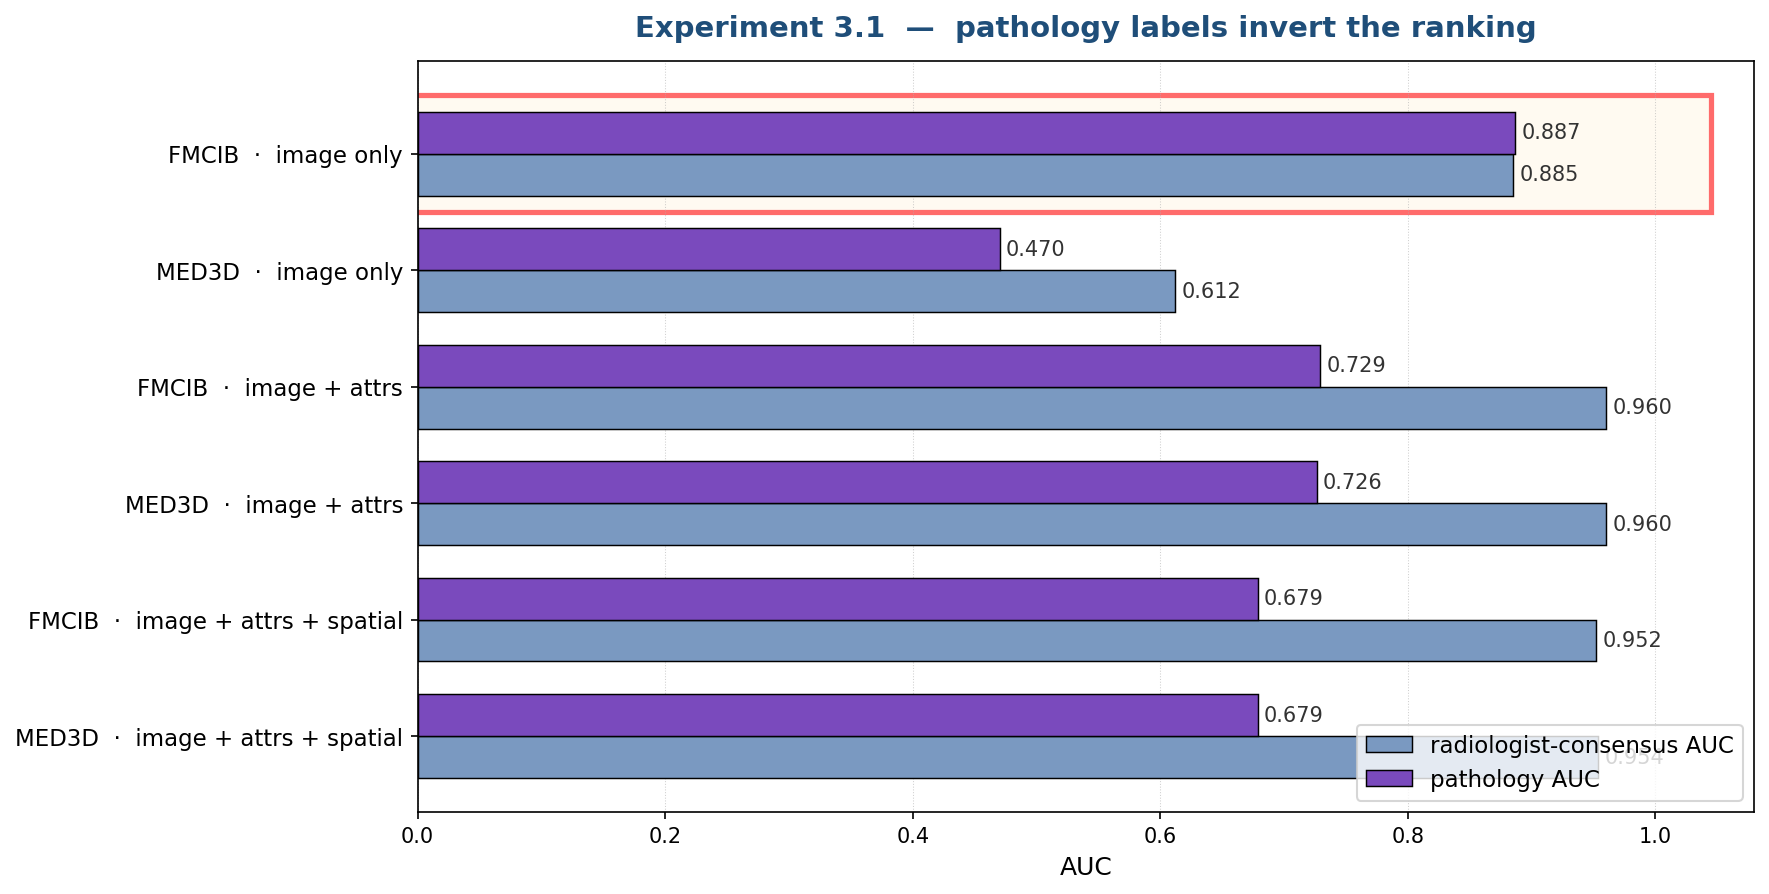 Experiment 3.1 — pathology labels invert the ranking
FMCIB · image only
0.887
0.885
MED3D · image only
0.470
0.612
FMCIB · image + attrs
0.729
0.960
MED3D · image + attrs
0.726
0.960
FMCIB · image + attrs + spatial
0.679
0.952
MED3D · image + attrs + spatial
0.679
0.954
radiologist-consensus AUC
pathology AUC
0.0 0.2 0.4 0.6 0.8 1.0
AUC